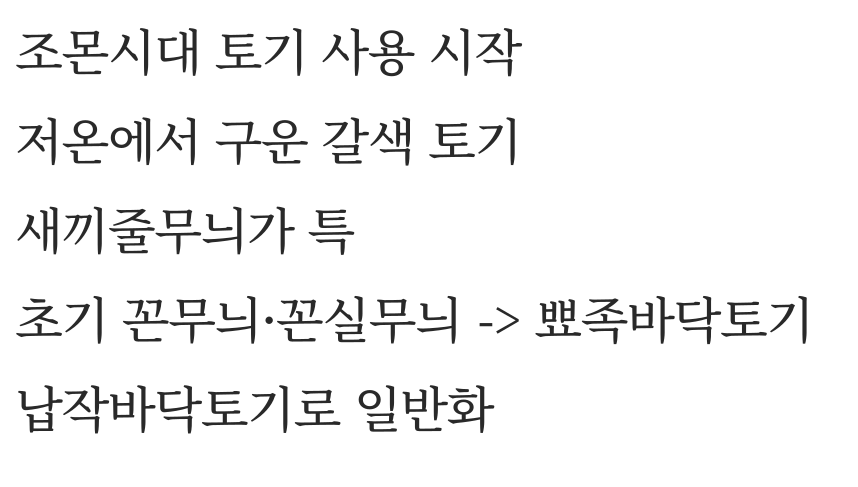 조몬시대 토기 사용 시작
저온에서 구운 갈색 토기
새끼줄무늬가 특
초기 꼰무늬·꼰실무늬 -> 뾰족바닥토기
납작바닥토기로 일반화